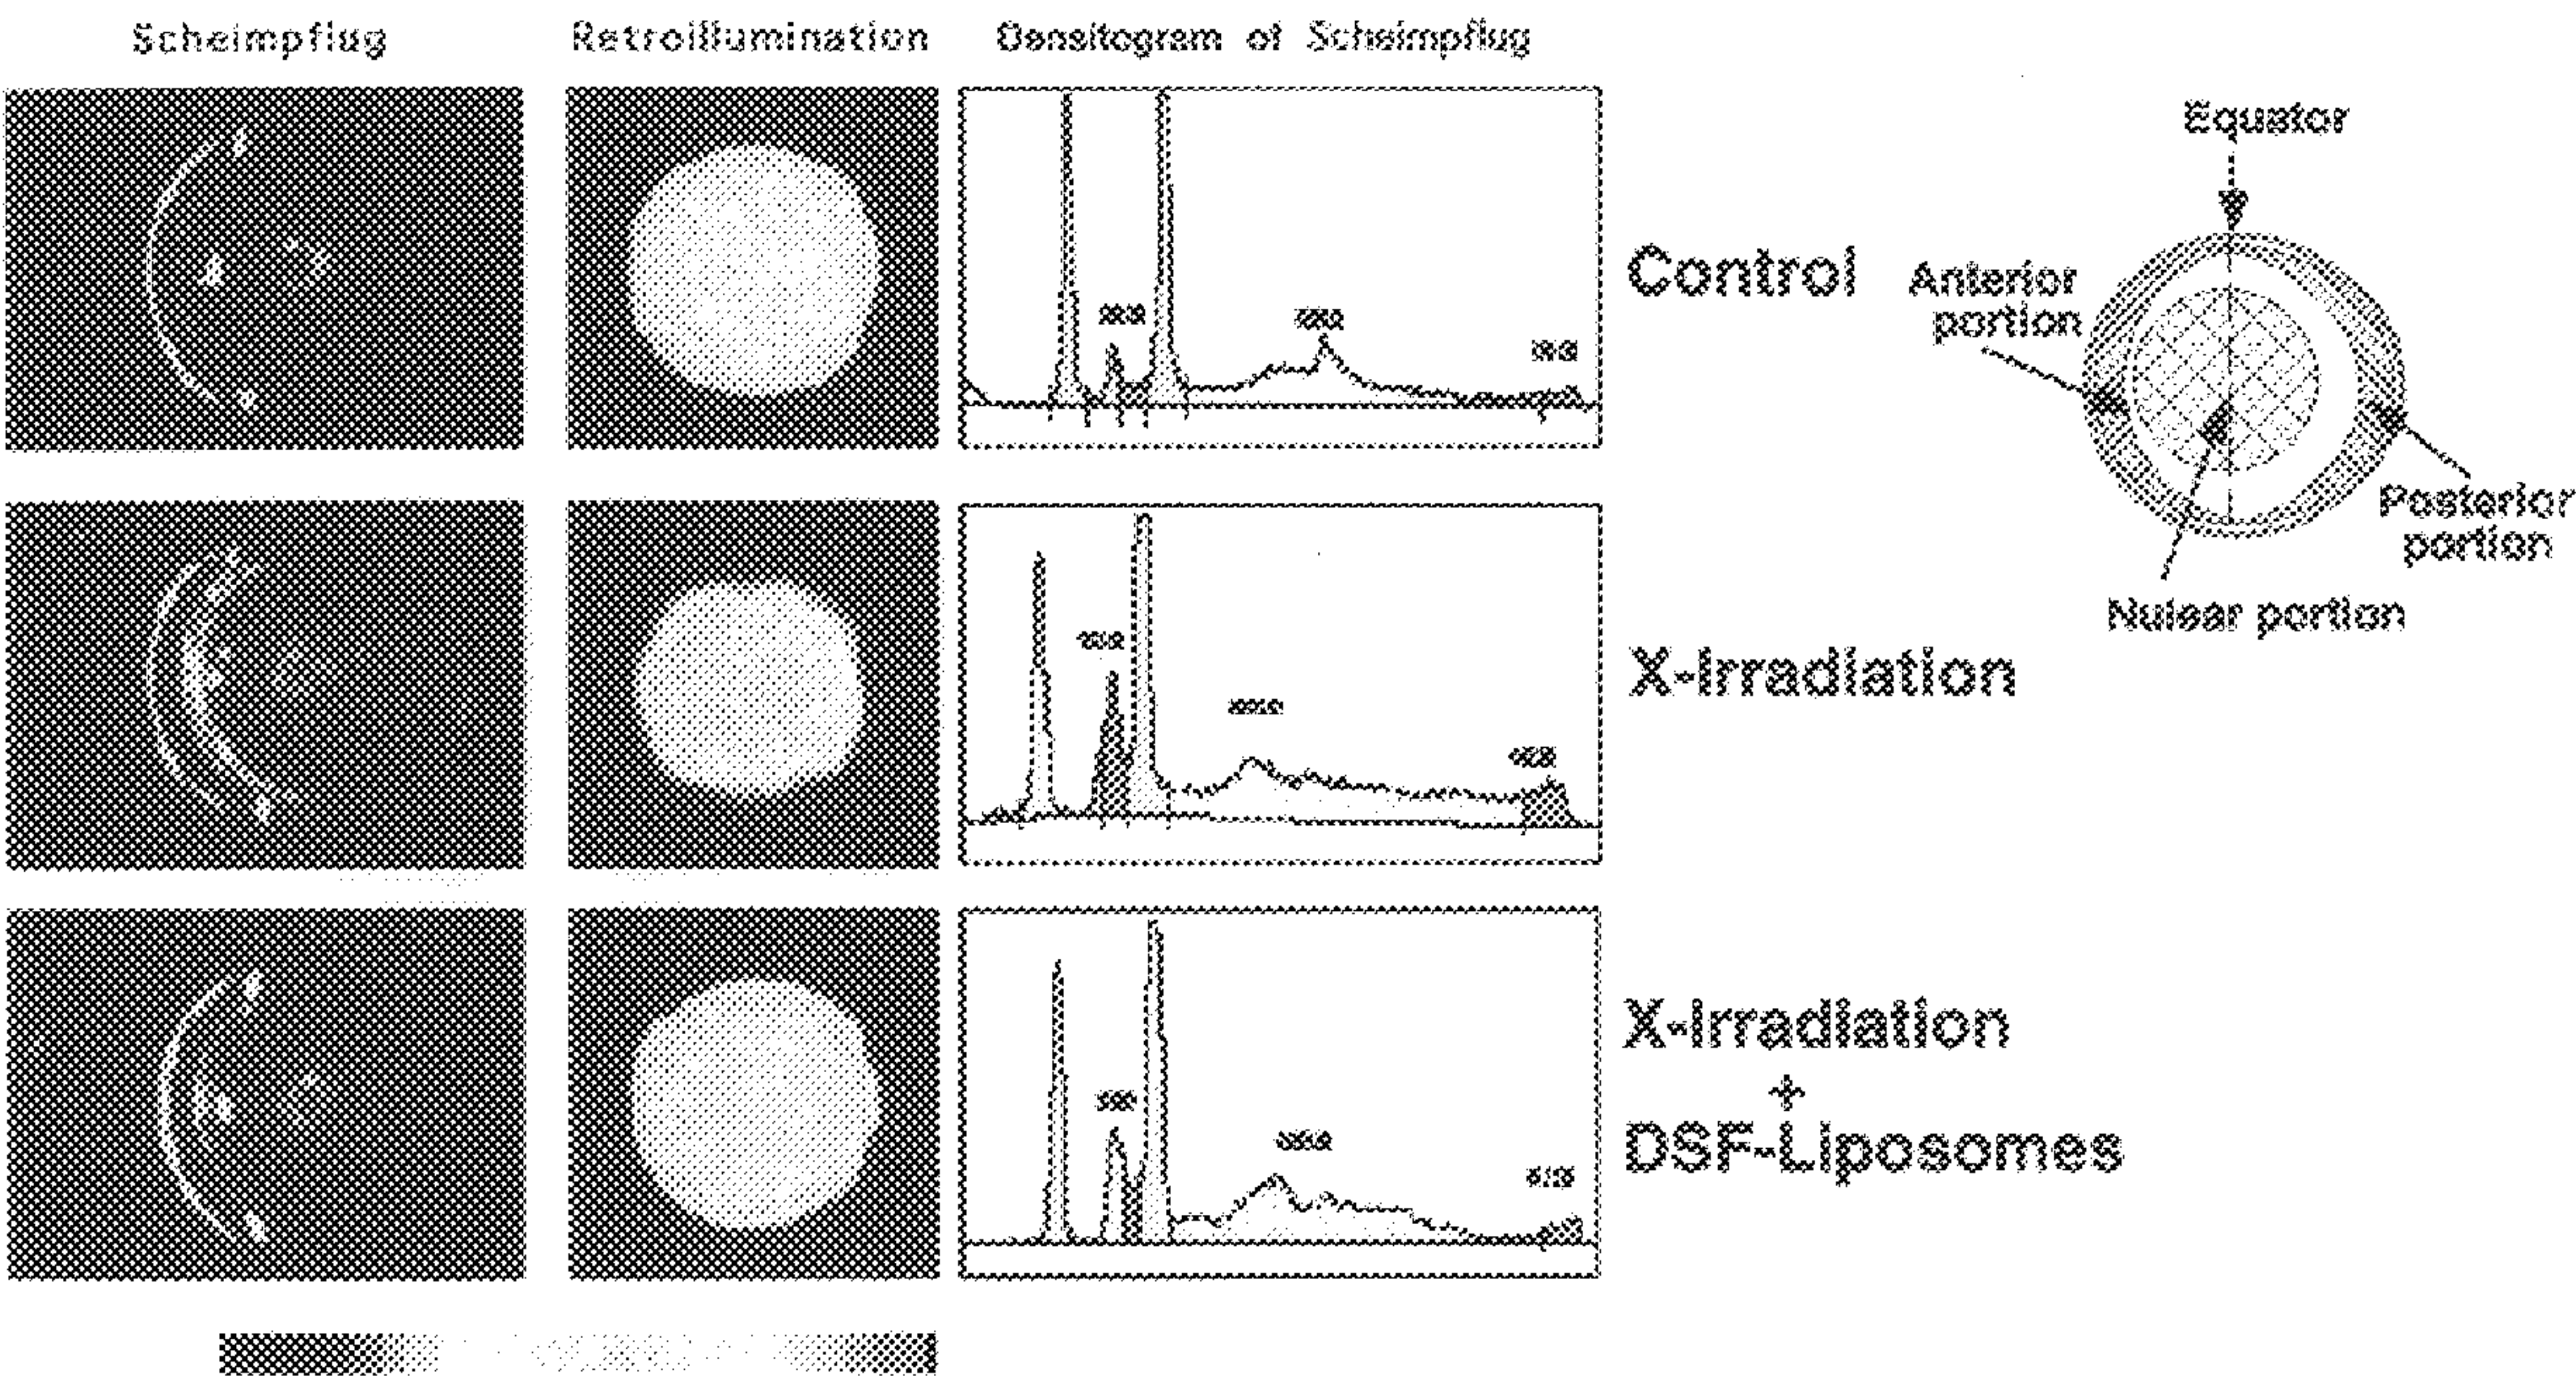 Scheimpflug
Retroillumination
Densitogram of Scheimpflug
Control
X-Irradiation
X-Irradiation
+
DSF-Liposomes
Equator
Anterior
portion
Posterior
portion
Nulear portion